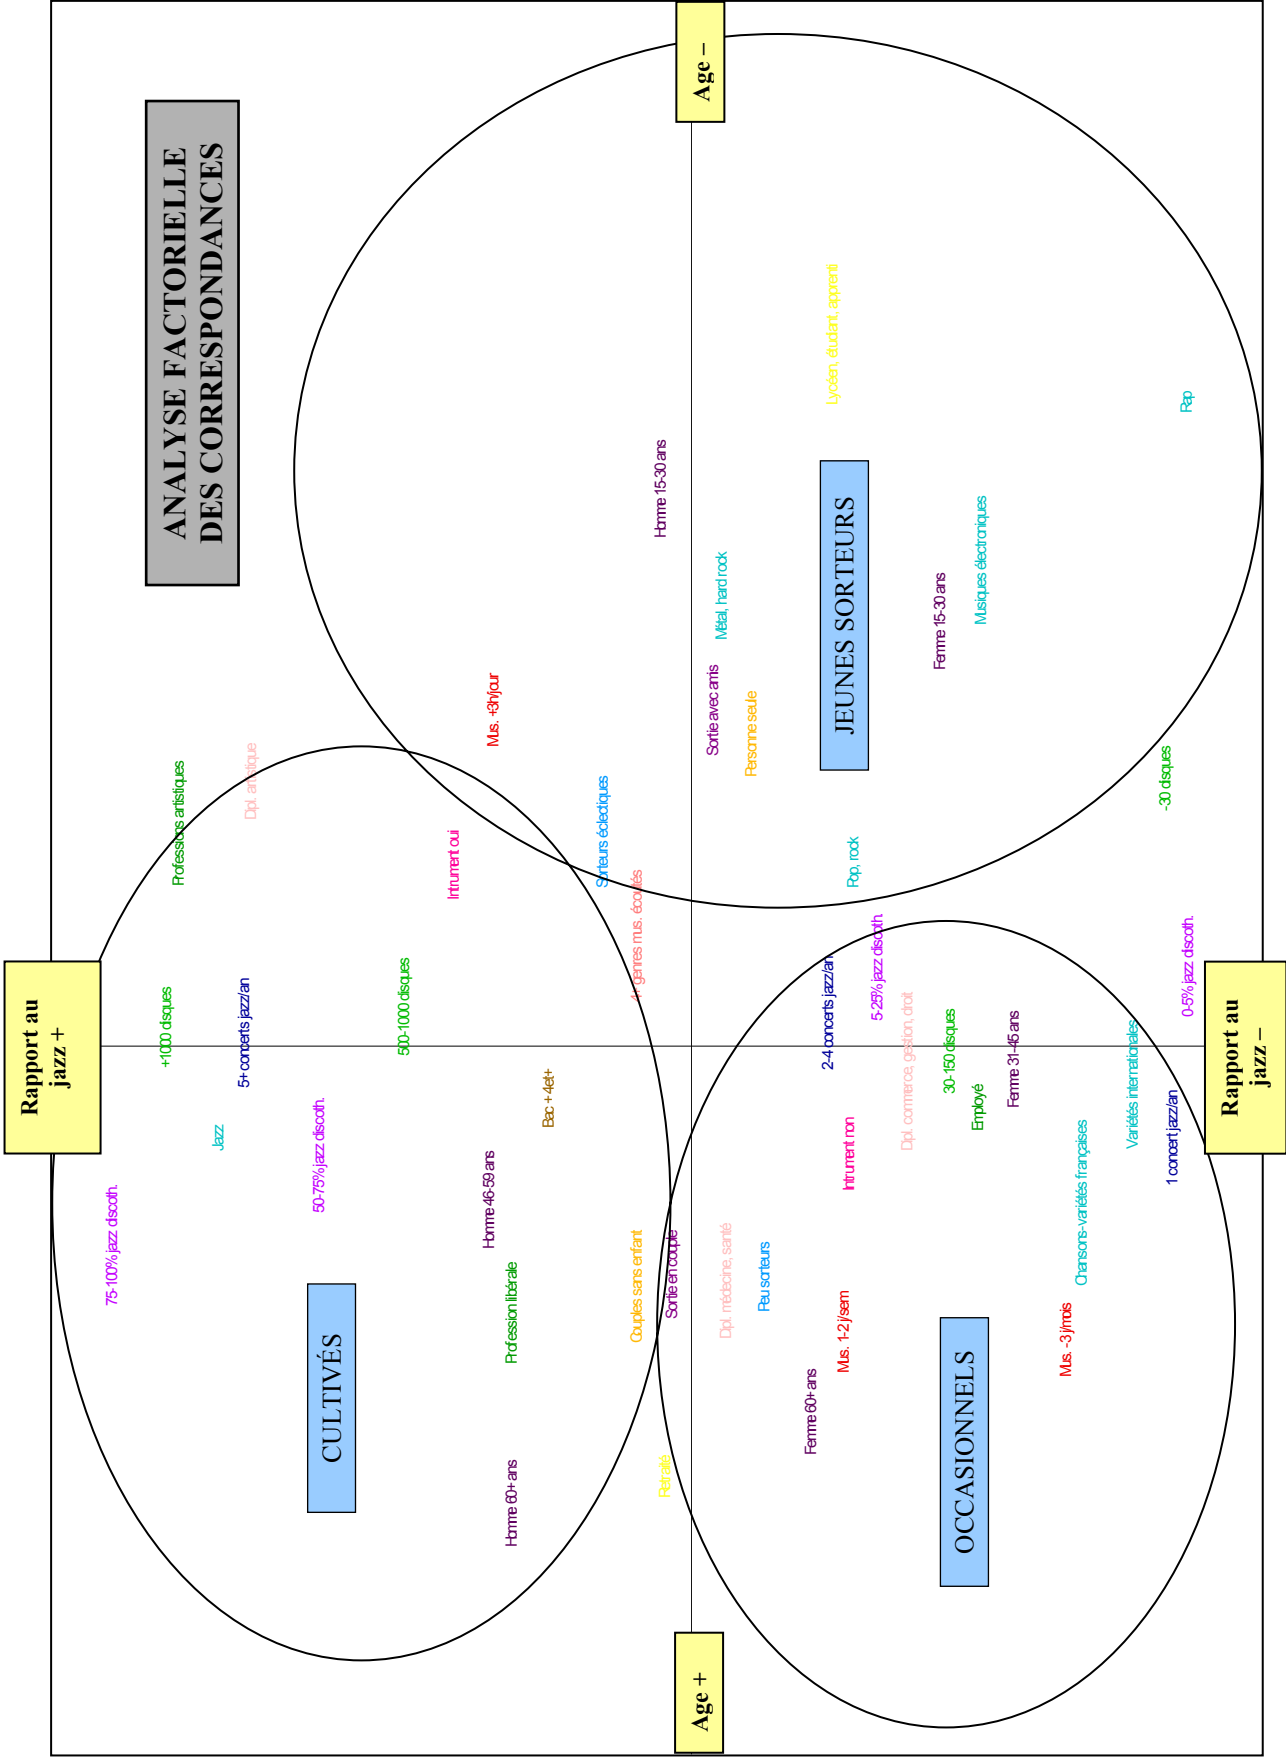 ANALYSE FACTORIELLE
DES CORRESPONDANCES
Rapport au
jazz +
Age –
Age +
Rapport au
jazz –
CULTIVÉS
JEUNES SORTEURS
OCCASIONNELS
75-100% jazz discoth.
+1000 disques
Professions artistiques
Jazz
5+ concerts jazz/an
Dipl. artistique
50-75% jazz discoth.
500-1000 disques
Intrument oui
Homme 46-59 ans
Mus. +3h/jour
Homme 60+ ans
Profession libérale
Bac + 4et+
Sorteurs éclectiques
Couples sans enfant
4+ genres mus. écoutés
Homme 15-30 ans
Retraité
Sortie en couple
Sortie avec amis
Métal, hard rock
Dipl. médecine, santé
Personne seule
Peu sorteurs
Femme 60+ ans
2-4 concerts jazz/an
Lycéen, étudiant, apprenti
Mus. 1-2 j/sem
Intrument non
Pop, rock
5-25% jazz discoth.
Dipl. commerce, gestion, droit
Femme 15-30 ans
30-150 disques
Employé
Musiques électroniques
Femme 31-45 ans
Mus. -3 j/mois
Chansons-variétés françaises
Variétés internationales
-30 disques
1 concert jazz/an
0-5% jazz discoth.
Rap